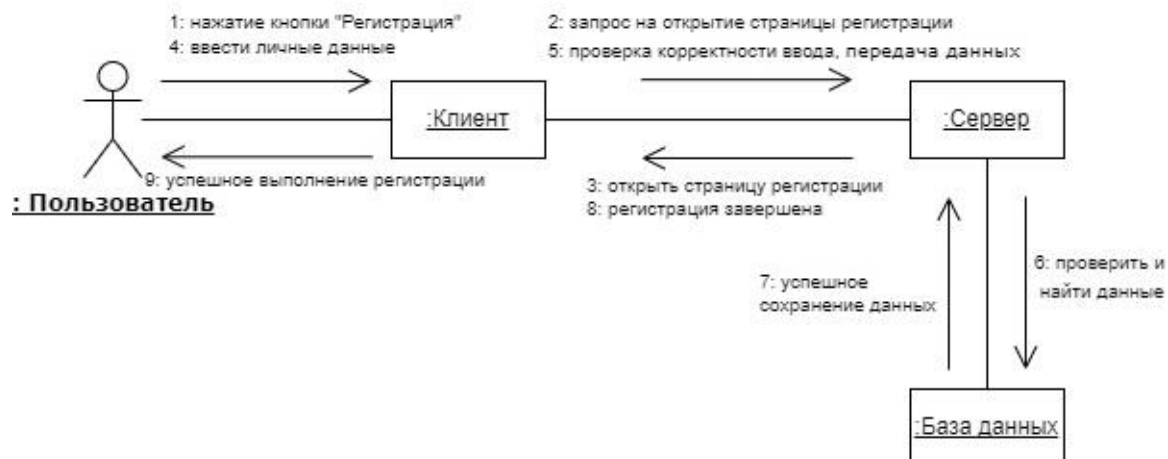 1: нажатие кнопки "Регистрация"
4: ввести личные данные
2: запрос на открытие страницы регистрации
5: проверка корректности ввода, передача данных
:Клиент
:Сервер
9: успешное выполнение регистрации
: Пользователь
3: открыть страницу регистрации
8: регистрация завершена
7: успешное
сохранение данных
6: проверить и
найти данные
:База данных